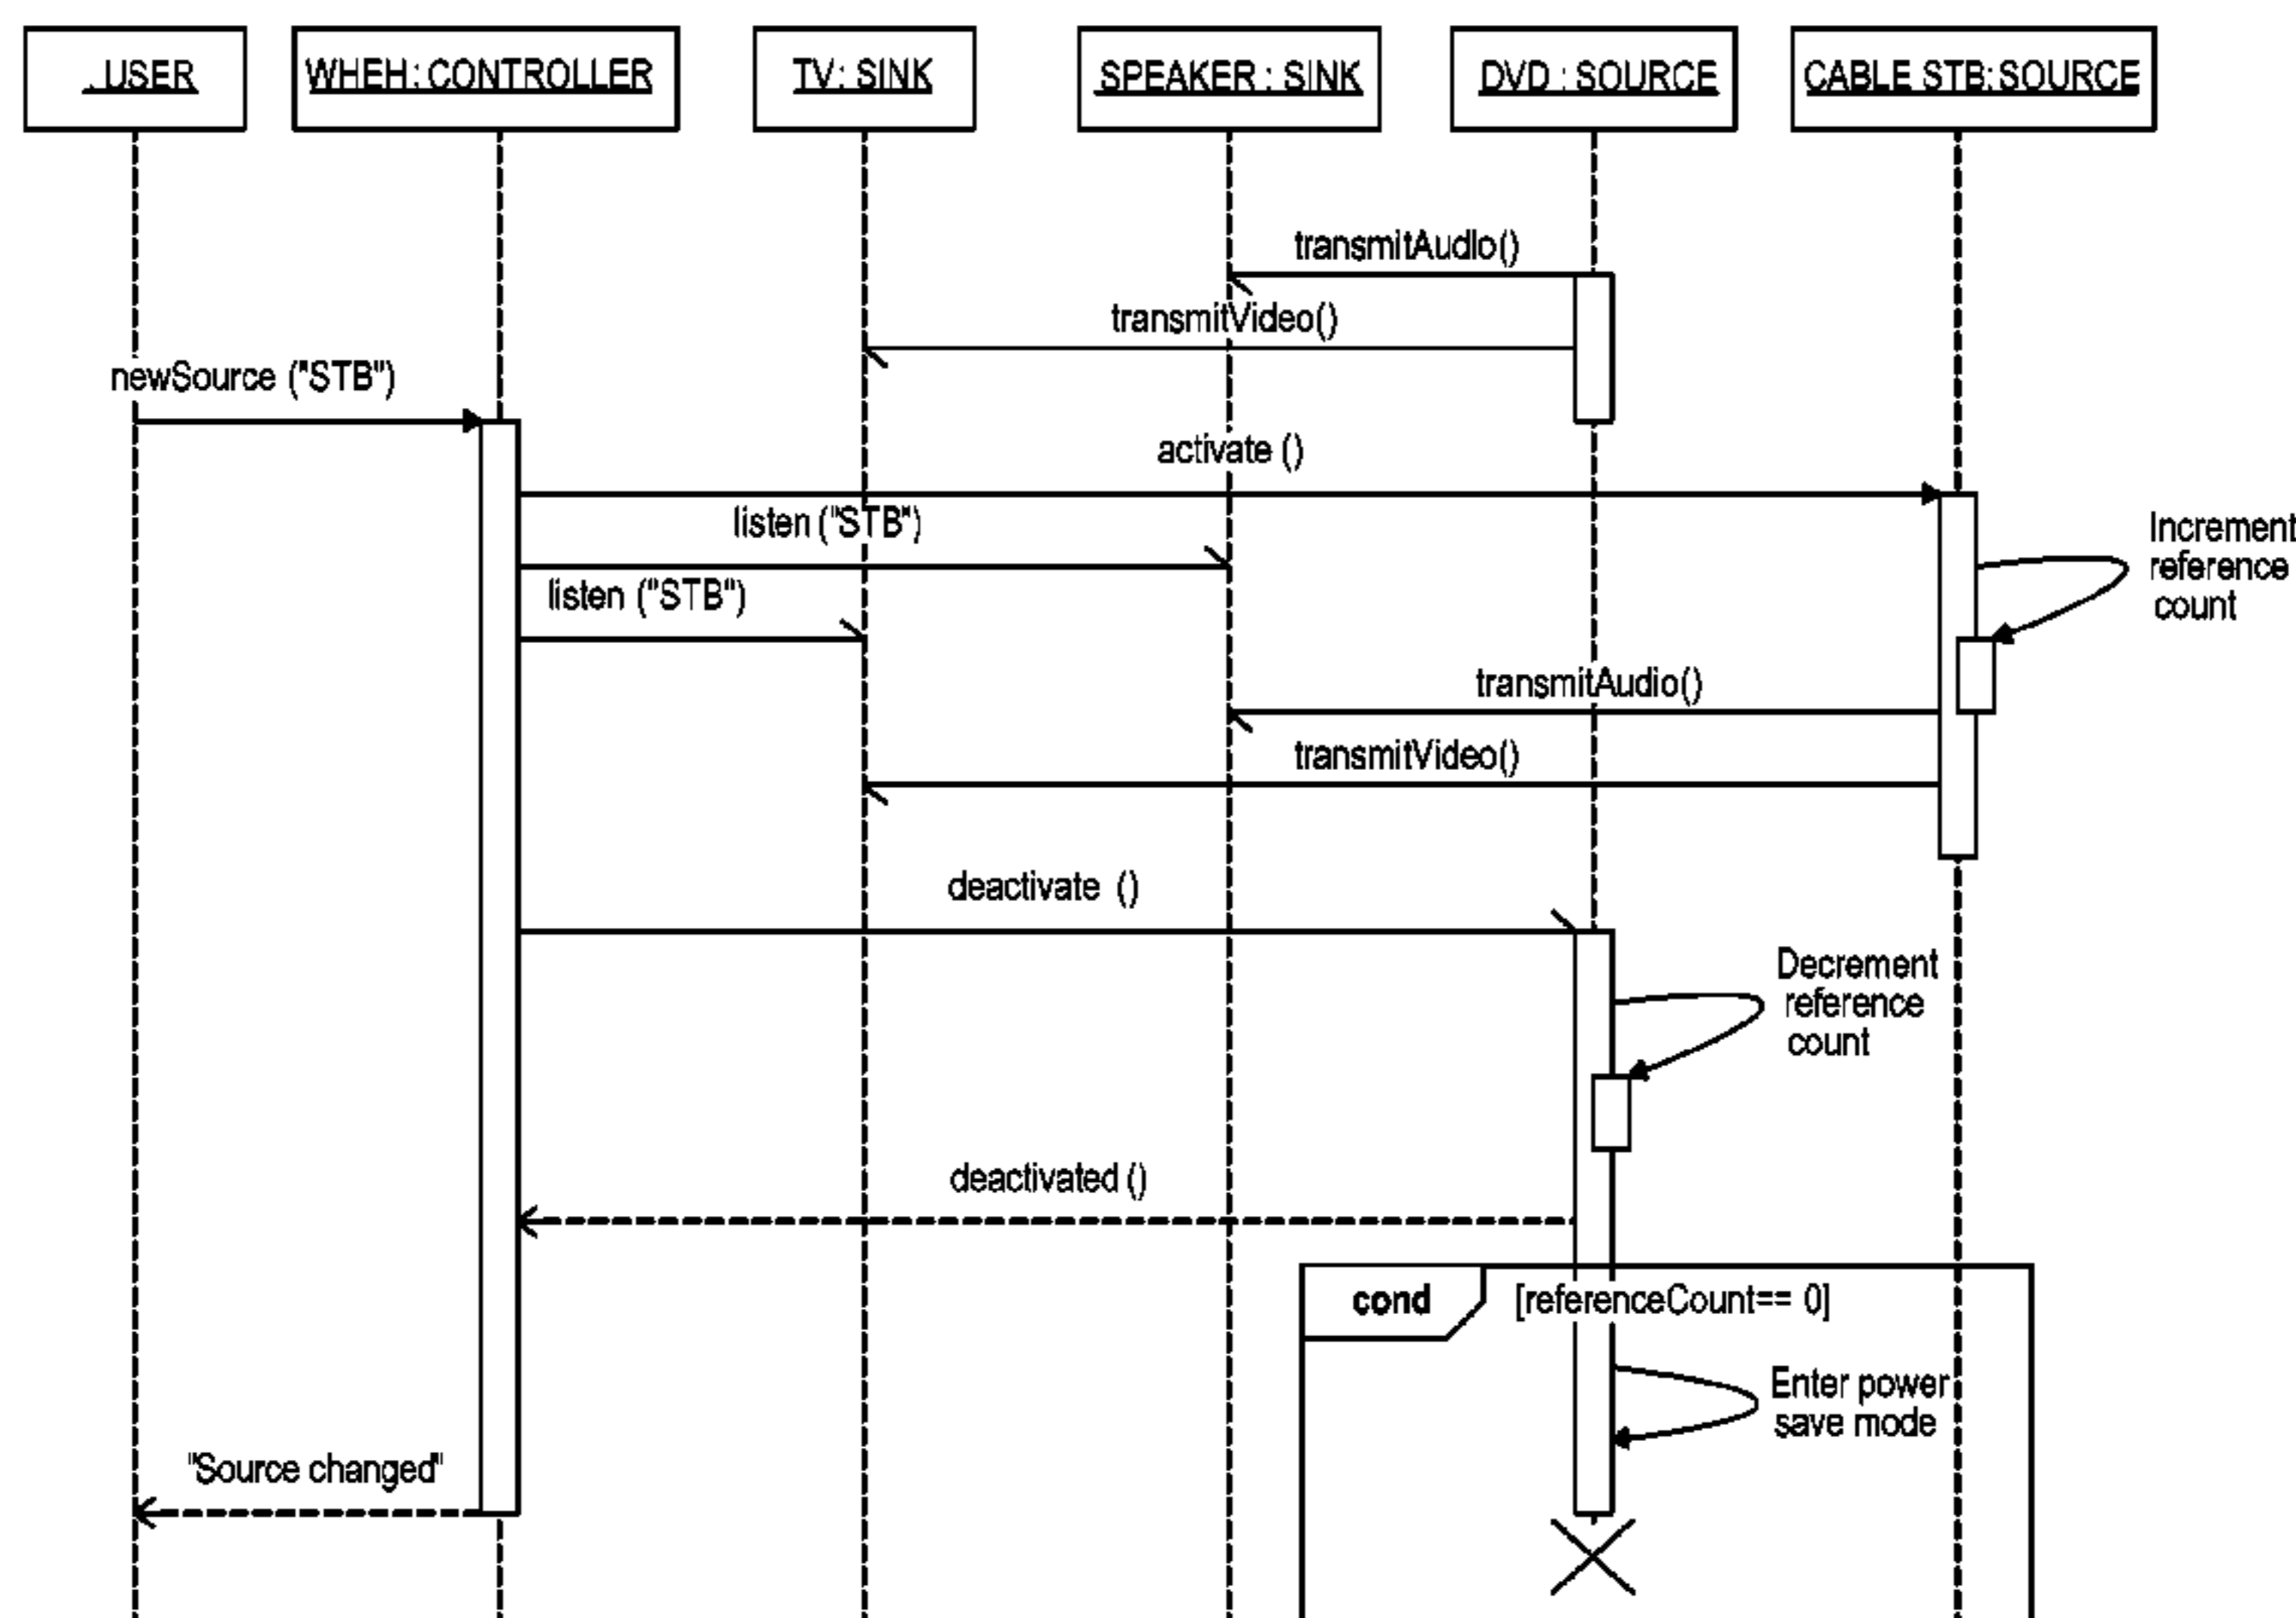 : USER
WHEH: CONTROLLER
TV: SINK
SPEAKER : SINK
DVD : SOURCE
CABLE STB: SOURCE
transmitAudio()
transmitVideo()
newSource ("STB")
activate ()
listen ("STB")
Increment
reference
count
listen ("STB")
transmitAudio()
transmitVideo()
deactivate ()
Decrement
reference
count
deactivated ()
cond
[referenceCount== 0]
Enter power
save mode
"Source changed"